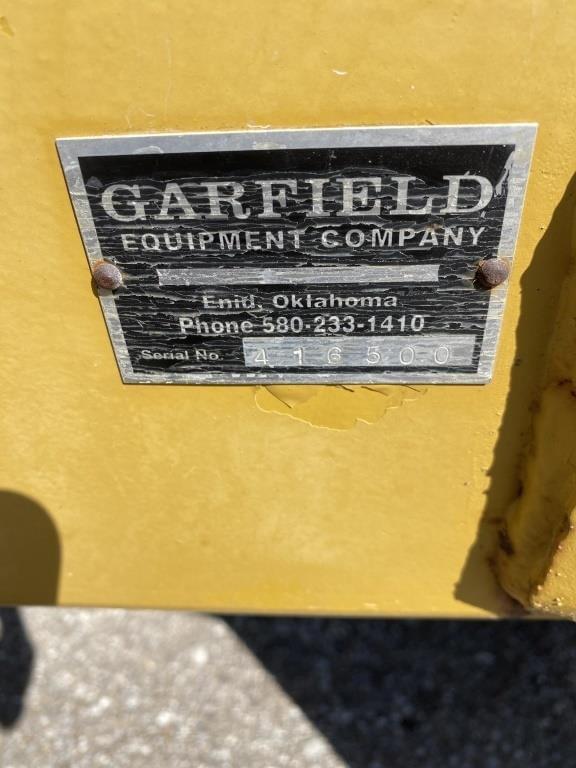 GARFIELD
EQUIPMENT COMPANY
Enid, Oklahoma
Phone 580-233-1410
Serial No. 416500